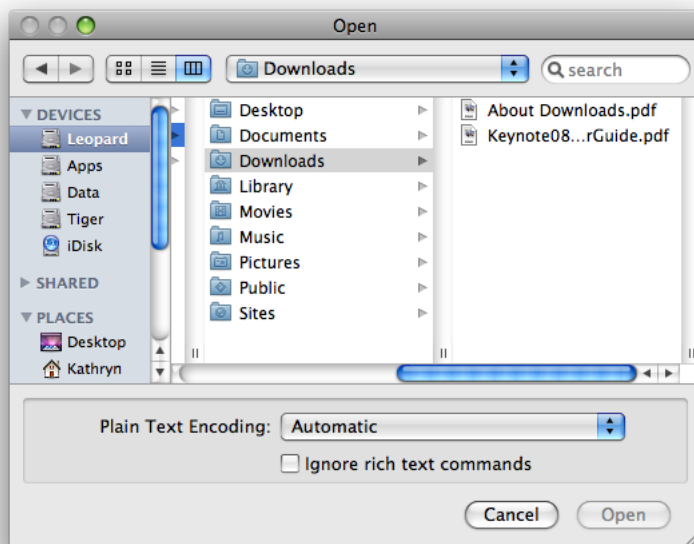 Open
Downloads
search
DEVICES
Leopard
Apps
Data
Tiger
iDisk
SHARED
PLACES
Desktop
Kathryn
Desktop
Documents
Downloads
Library
Movies
Music
Pictures
Public
Sites
About Downloads.pdf
Keynote08...rGuide.pdf
Plain Text Encoding: Automatic
Ignore rich text commands
Cancel Open